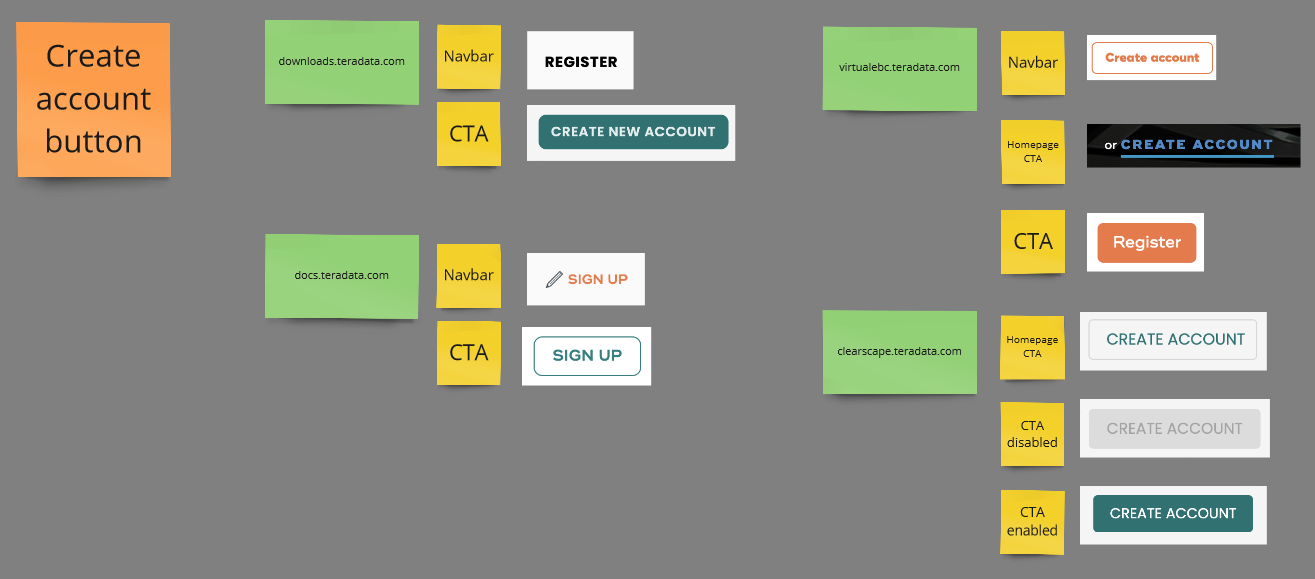 Create
account
button
downloads.teradata.com
Navbar
REGISTER
CTA
CREATE NEW ACCOUNT
docs.teradata.com
Navbar
SIGN UP
CTA
SIGN UP
virtualebc.teradata.com
Navbar
Create account
Homepage
CTA
or CREATE ACCOUNT
CTA
Register
clearscape.teradata.com
Homepage
CTA
CREATE ACCOUNT
CTA
disabled
CREATE ACCOUNT
CTA
enabled
CREATE ACCOUNT